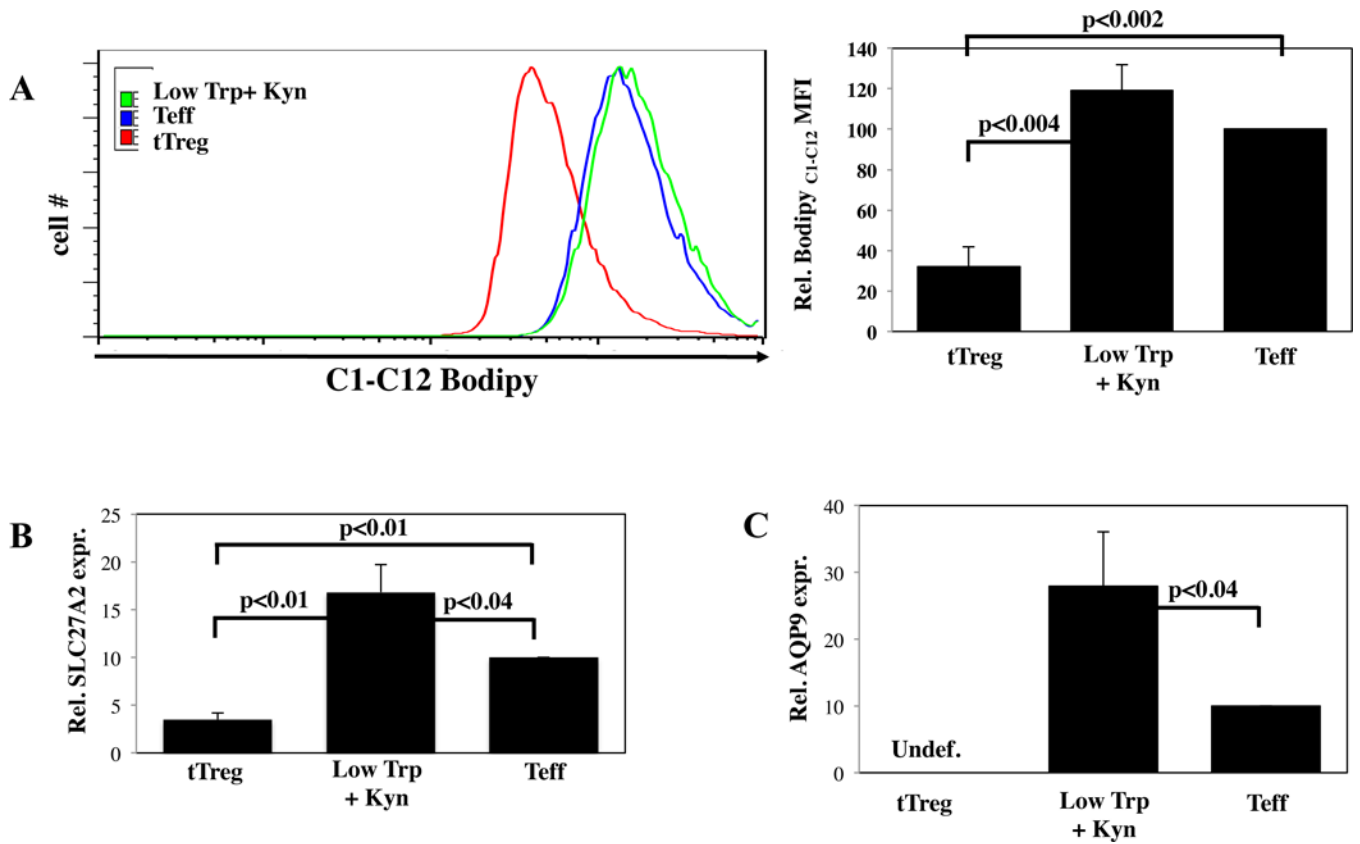 A
Low Trp+ Kyn
Teff
tTreg
cell #
C1-C12 Bodipy
Rel. Bodipy C1-C12 MFI
140
120
100
80
60
40
20
0
p<0.002
p<0.004
tTreg
Low Trp
+ Kyn
Teff
B
Rel. SLC27A2 expr.
25
20
15
10
5
0
p<0.01
p<0.01
p<0.04
tTreg
Low Trp
+ Kyn
Teff
C
Rel. AQP9 expr.
40
30
20
10
0
p<0.04
Undef.
tTreg
Low Trp
+ Kyn
Teff